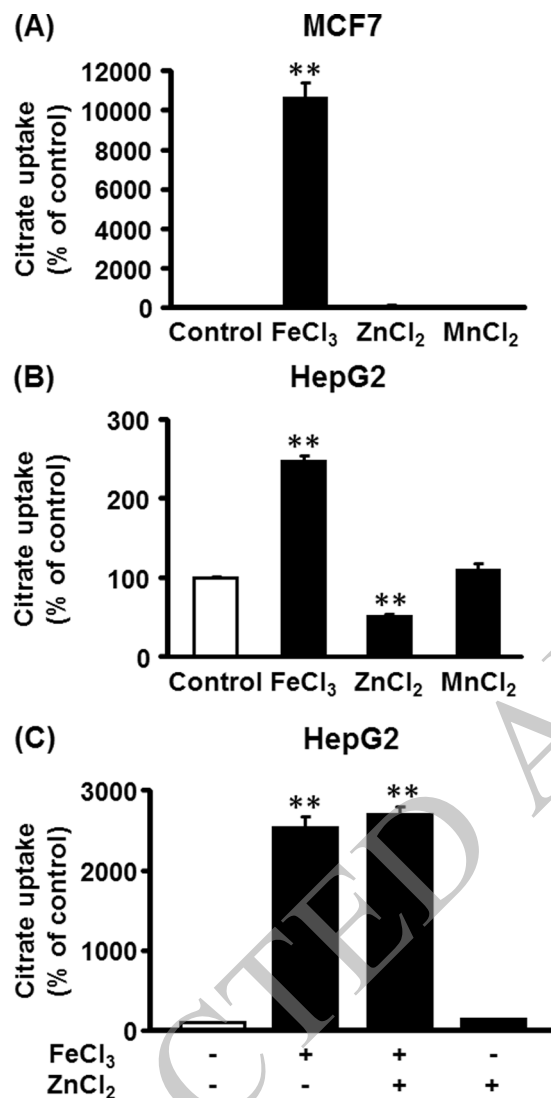 (A) MCF7
Citrate uptake
(% of control)
12000
10000
8000
6000
4000
2000
0
**
Control FeCl₃ ZnCl₂ MnCl₂
(B) HepG2
Citrate uptake
(% of control)
300
200
100
0
**
**
Control FeCl₃ ZnCl₂ MnCl₂
(C) HepG2
Citrate uptake
(% of control)
3000
2000
1000
0
** **
FeCl₃ - + + -
ZnCl₂ - - + +
CTED A